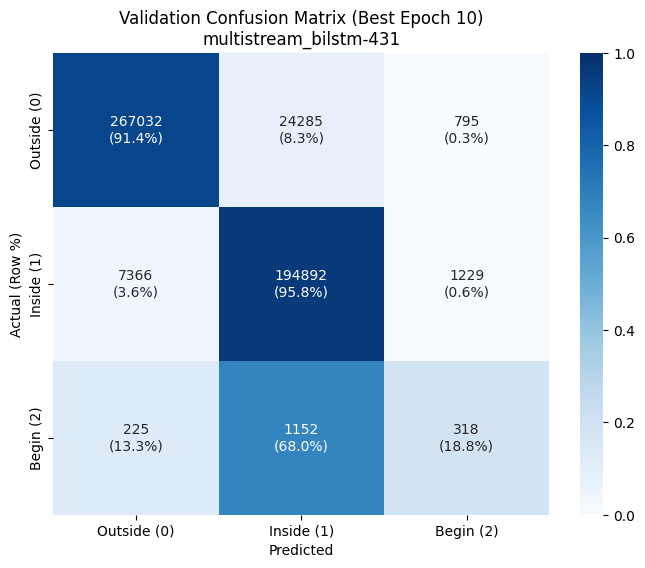 Validation Confusion Matrix (Best Epoch 10)
multistream_bilstm-431
Actual (Row %)
Outside (0)
267032
(91.4%)
24285
(8.3%)
795
(0.3%)
Inside (1)
7366
(3.6%)
194892
(95.8%)
1229
(0.6%)
Begin (2)
225
(13.3%)
1152
(68.0%)
318
(18.8%)
Outside (0)
Inside (1)
Begin (2)
Predicted
1.0
0.8
0.6
0.4
0.2
0.0